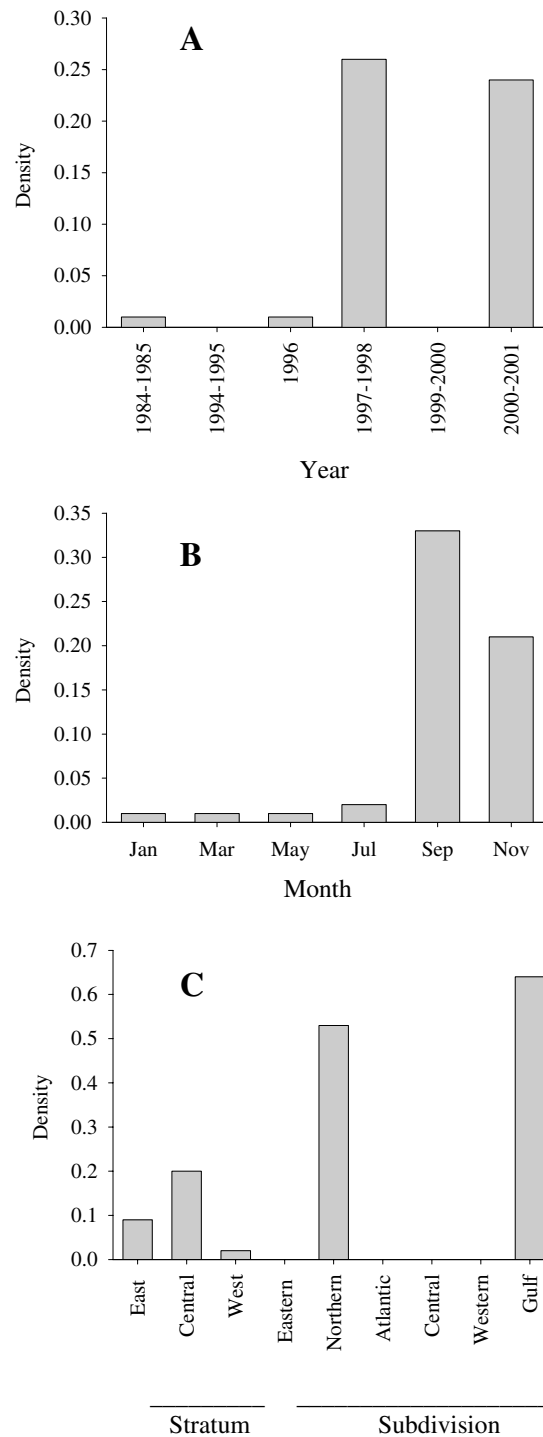 A
0.30
0.25
0.20
0.15
0.10
0.05
0.00
Density
1984-1985
1994-1995
1996
1997-1998
1999-2000
2000-2001
Year
B
0.35
0.30
0.25
0.20
0.15
0.10
0.05
0.00
Density
Jan Mar May Jul Sep Nov
Month
C
0.7
0.6
0.5
0.4
0.3
0.2
0.1
0.0
Density
East
Central
West
Eastern
Northern
Atlantic
Central
Western
Gulf
Stratum Subdivision